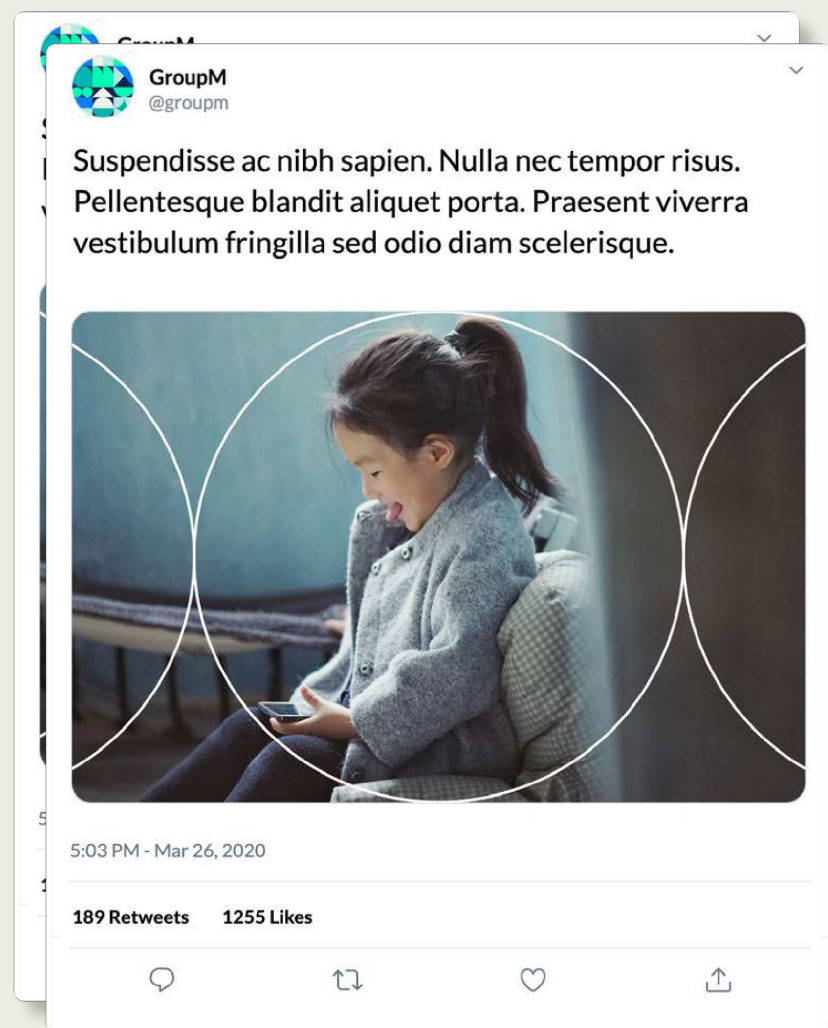 GroupM
GroupM
@groupm
Suspendisse ac nibh sapien. Nulla nec tempor risus.
Pellentesque blandit aliquet porta. Praesent viverra
vestibulum fringilla sed odio diam scelerisque.
5:03 PM - Mar 26, 2020
189 Retweets 1255 Likes